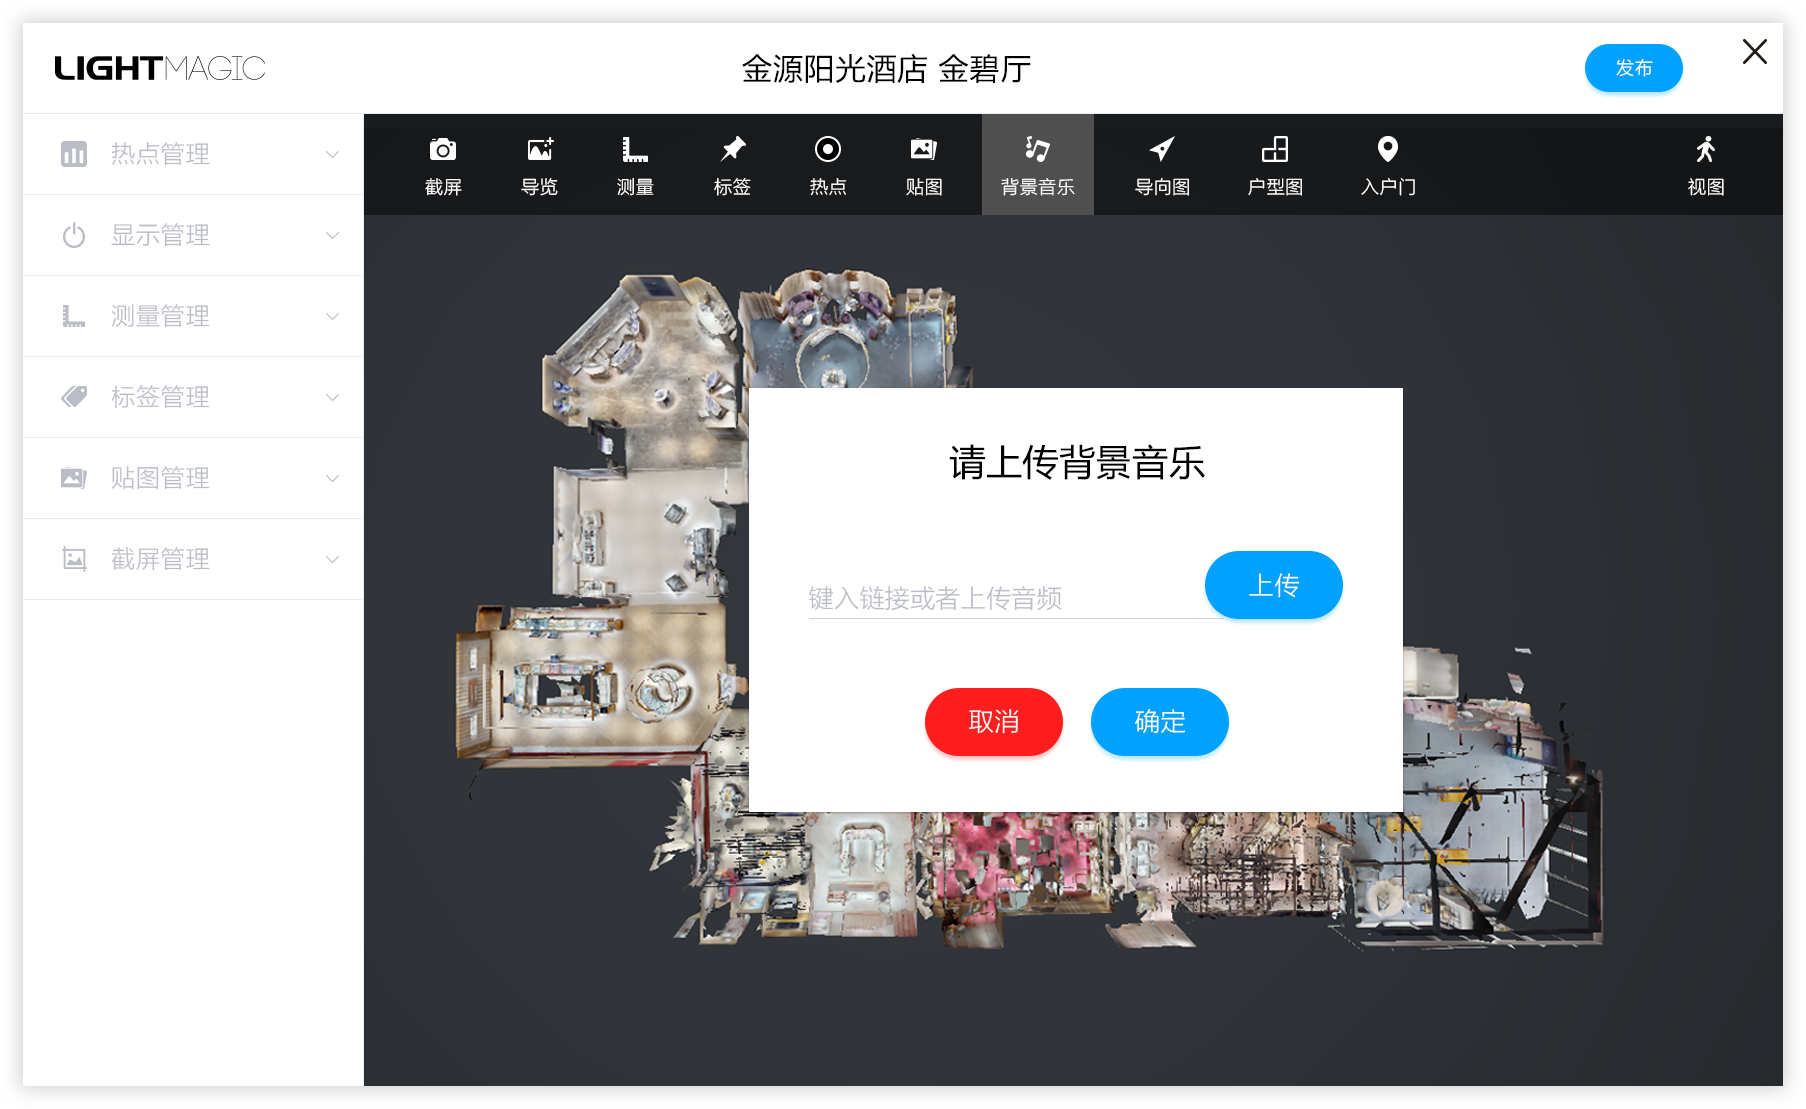 LIGHTMAGIC
金源阳光酒店 金碧厅
发布
热点管理
显示管理
测量管理
标签管理
贴图管理
截屏管理
截屏
导览
测量
标签
热点
贴图
背景音乐
导向图
户型图
入户门
视图
请上传背景音乐
键入链接或者上传音频
上传
取消
确定